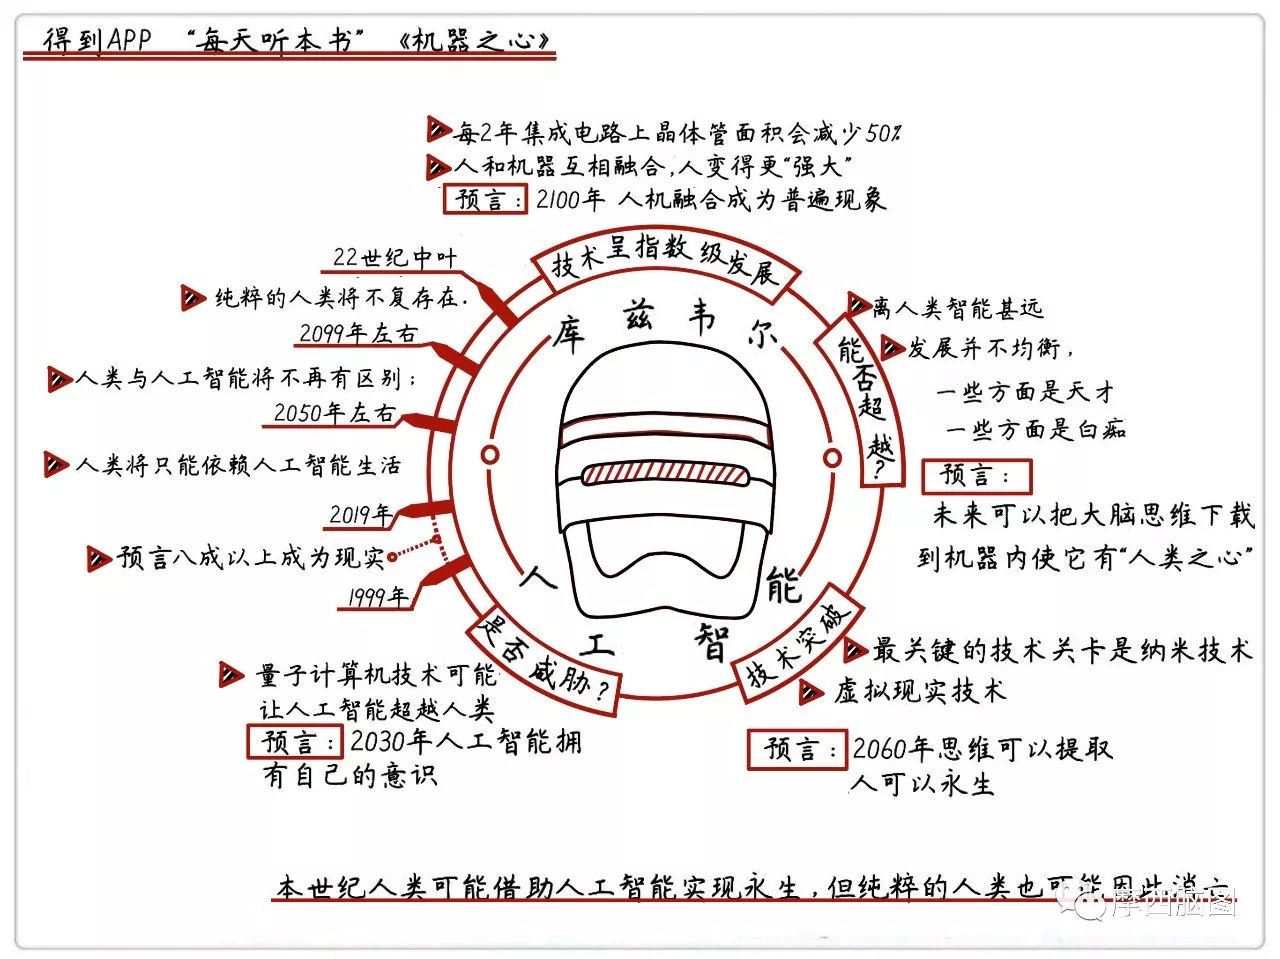 得到APP “每天听本书” 《机器之心》
每2年集成电路上晶体管面积会减少50%
人和机器互相融合,人变得更“强大”
预言: 2100年 人机融合成为普遍现象
技术呈指数级发展
库兹韦尔
22世纪中叶
纯粹的人类将不复存在.
2099年左右
人类与人工智能将不再有区别;
2050年左右
人类将只能依赖人工智能生活
2019年
预言八成以上成为现实
1999年
能否超越?
离人类智能甚远
发展并不均衡,
一些方面是天才
一些方面是白痴
预言:
未来可以把大脑思维下载
到机器内使它有“人类之心”
人工智能
是否威胁?
量子计算机技术可能
让人工智能超越人类
预言: 2030年人工智能拥
有自己的意识
技术突破
最关键的技术关卡是纳米技术
虚拟现实技术
预言: 2060年思维可以提取
人可以永生
本世纪人类可能借助人工智能实现永生,但纯粹的人类也可能因此消亡
摩西脑图